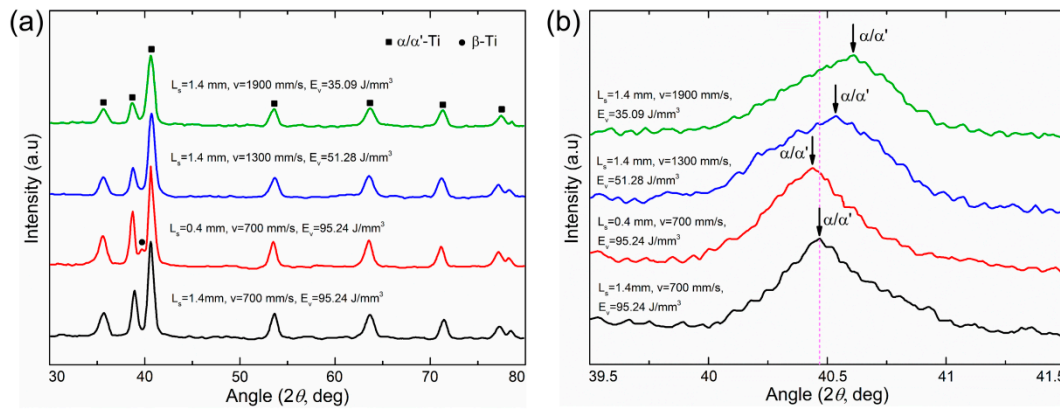 (a)
■ α/α'-Ti ● β-Ti
Lₛ=1.4 mm, v=1900 mm/s, Eᵥ=35.09 J/mm³
Lₛ=1.4 mm, v=1300 mm/s, Eᵥ=51.28 J/mm³
Lₛ=0.4 mm, v=700 mm/s, Eᵥ=95.24 J/mm³
Lₛ=1.4mm, v=700 mm/s, Eᵥ=95.24 J/mm³
Intensity (a.u)
30 40 50 60 70 80
Angle (2θ, deg)
(b)
α/α'
Lₛ=1.4 mm, v=1900 mm/s,
Eᵥ=35.09 J/mm³
α/α'
Lₛ=1.4 mm, v=1300 mm/s,
Eᵥ=51.28 J/mm³
α/α'
Lₛ=0.4 mm, v=700 mm/s,
Eᵥ=95.24 J/mm³
α/α'
Lₛ=1.4mm, v=700 mm/s,
Eᵥ=95.24 J/mm³
Intensity (a.u)
39.5 40 40.5 41 41.5
Angle (2θ, deg)